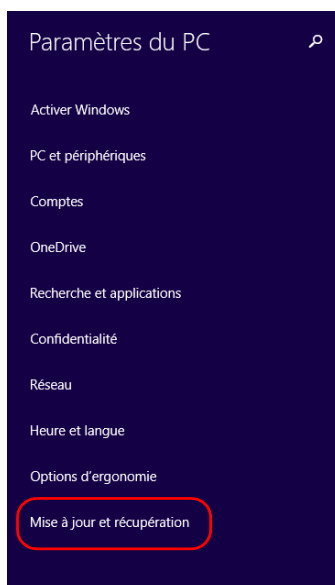 Paramètres du PC
Activer Windows
PC et périphériques
Comptes
OneDrive
Recherche et applications
Confidentialité
Réseau
Heure et langue
Options d'ergonomie
Mise à jour et récupération